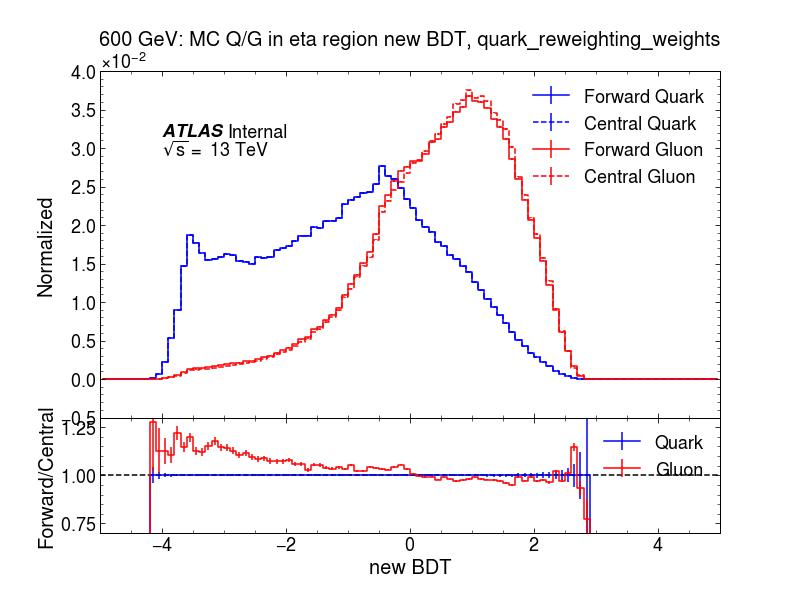 600 GeV: MC Q/G in eta region new BDT, quark_reweighting_weights
×10⁻²
4.0
3.5
3.0
2.5
2.0
1.5
1.0
0.5
0.0
−0.5
Normalized
ATLAS Internal
√s = 13 TeV
Forward Quark
Central Quark
Forward Gluon
Central Gluon
1.25
1.00
0.75
Forward/Central
Quark
Gluon
−4 −2 0 2 4
new BDT